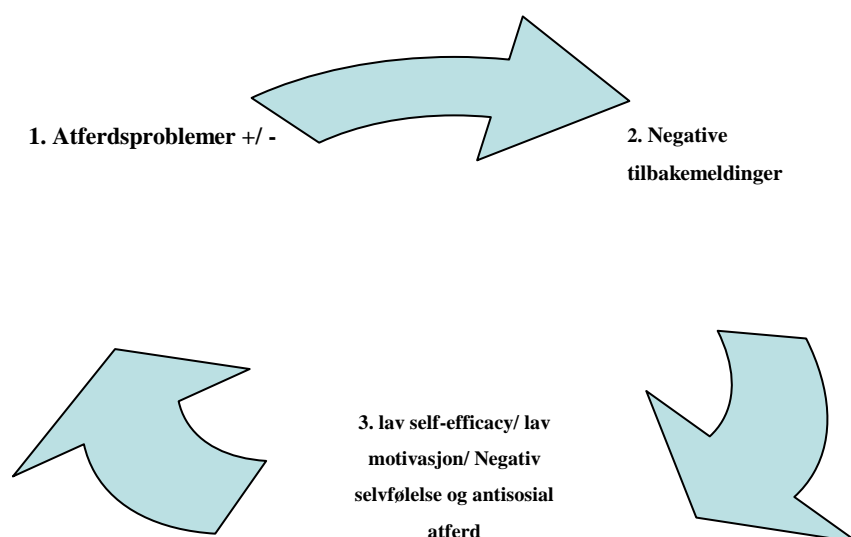 1. Atferdsproblemer +/ -
2. Negative
tilbakemeldinger
3. lav self-efficacy/ lav
motivasjon/ Negativ
selvfølelse og antisosial
atferd